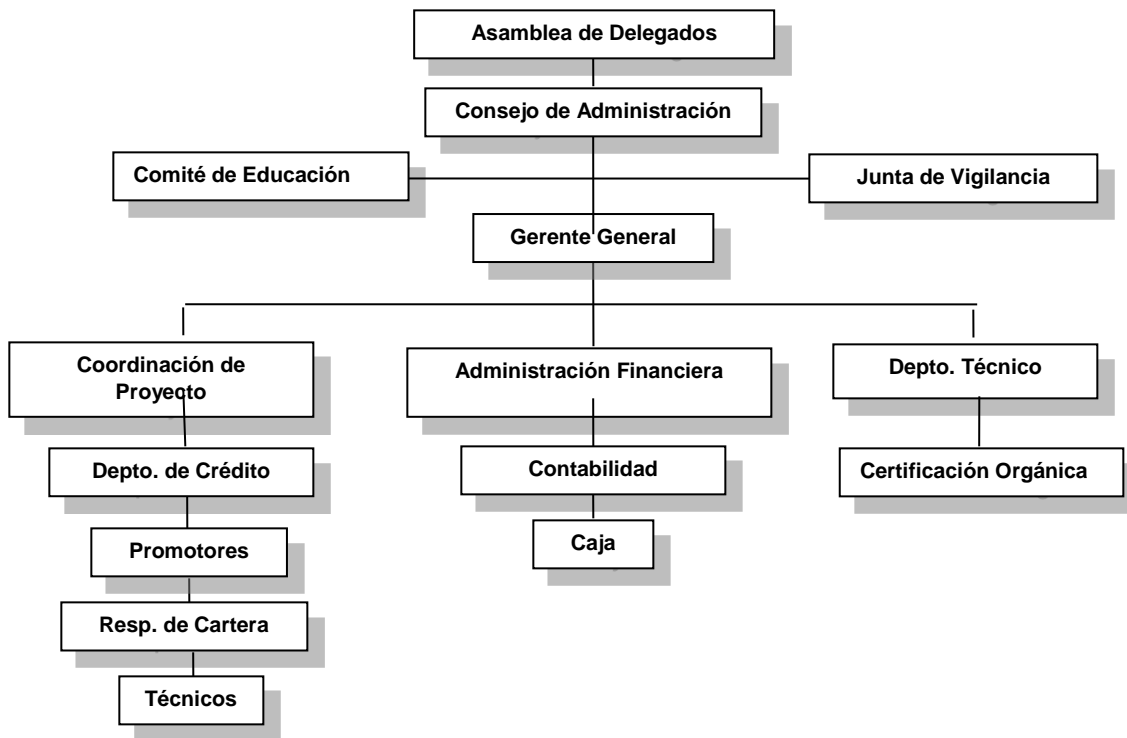 Asamblea de Delegados
Consejo de Administración
Comité de Educación
Junta de Vigilancia
Gerente General
Coordinación de
Proyecto
Administración Financiera
Depto. Técnico
Depto. de Crédito
Contabilidad
Certificación Orgánica
Promotores
Caja
Resp. de Cartera
Técnicos